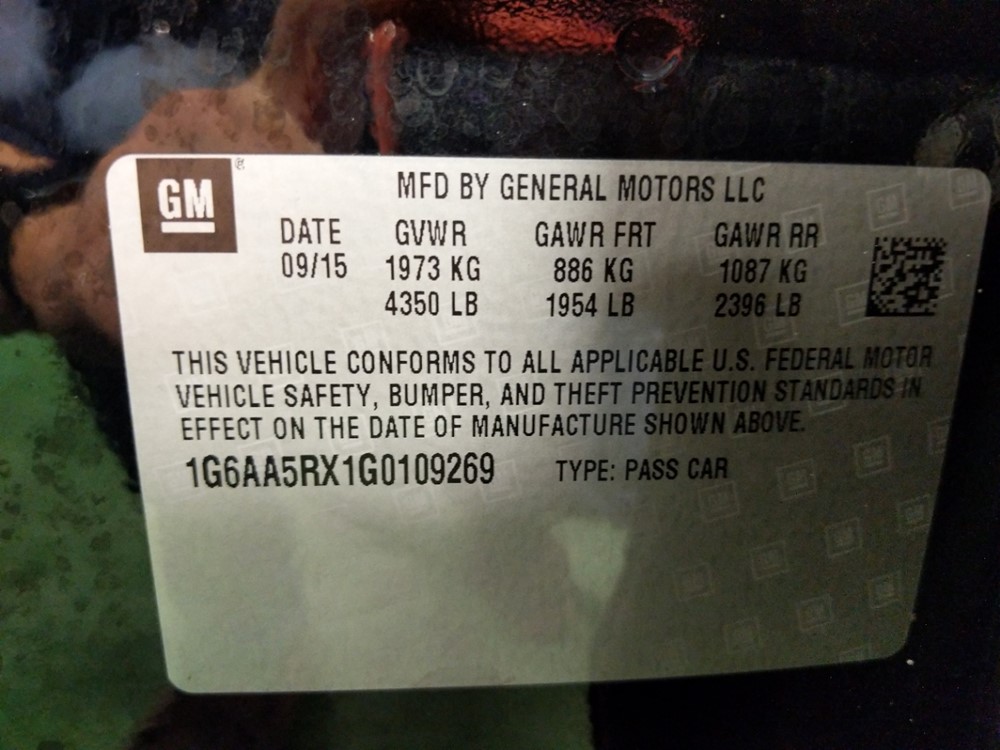 GM®
MFD BY GENERAL MOTORS LLC
DATE GVWR GAWR FRT GAWR RR
09/15 1973 KG 886 KG 1087 KG
4350 LB 1954 LB 2396 LB
THIS VEHICLE CONFORMS TO ALL APPLICABLE U.S. FEDERAL MOTOR
VEHICLE SAFETY, BUMPER, AND THEFT PREVENTION STANDARDS IN
EFFECT ON THE DATE OF MANUFACTURE SHOWN ABOVE.
1G6AA5RX1G0109269 TYPE: PASS CAR